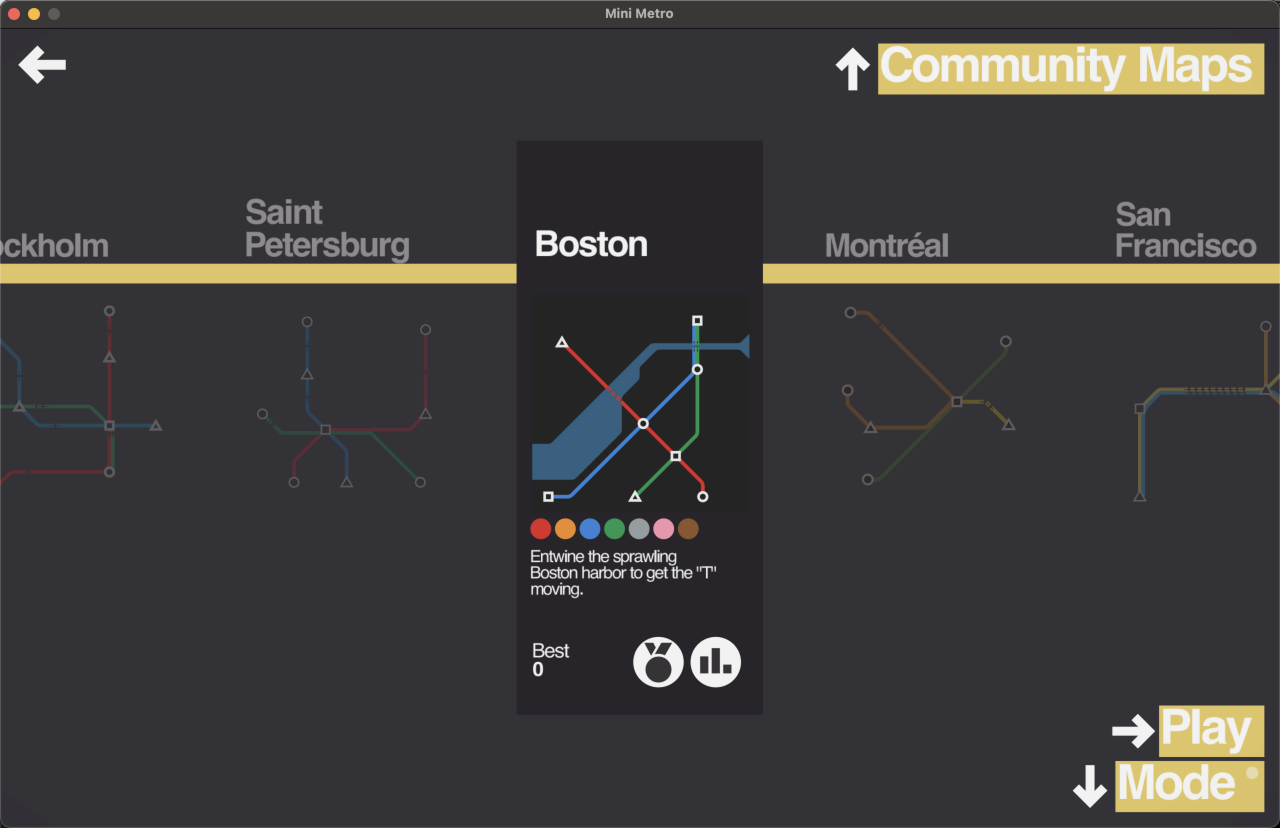 Mini Metro
Community Maps
ockholm
Saint
Petersburg
Boston
Montréal
San
Francisco
Entwine the sprawling
Boston harbor to get the "T"
moving.
Best
0
Play
Mode